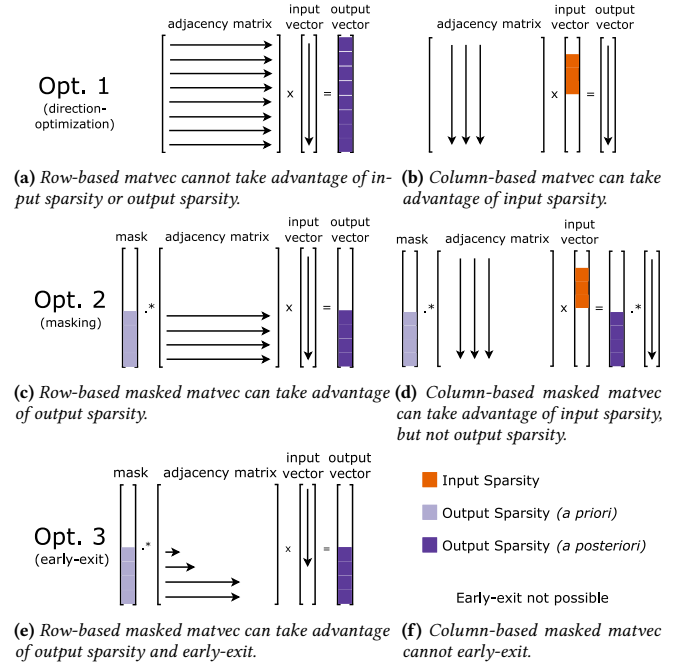 adjacency matrix
input vector
output vector
Opt. 1
(direction-
optimization)
x
=
(a) Row-based matvec cannot take advantage of in-
put sparsity or output sparsity.
adjacency matrix
input vector
output vector
x
=
(b) Column-based matvec can take
advantage of input sparsity.
mask
adjacency matrix
input vector
output vector
Opt. 2
(masking)
.*
x
=
(c) Row-based masked matvec can take advantage
of output sparsity.
mask
adjacency matrix
input vector
.*
x
=
.*
(d) Column-based masked matvec
can take advantage of input sparsity,
but not output sparsity.
mask
adjacency matrix
input vector
output vector
Opt. 3
(early-exit)
.*
x
=
(e) Row-based masked matvec can take advantage
of output sparsity and early-exit.
Input Sparsity
Output Sparsity (a priori)
Output Sparsity (a posteriori)
Early-exit not possible
(f) Column-based masked matvec
cannot early-exit.